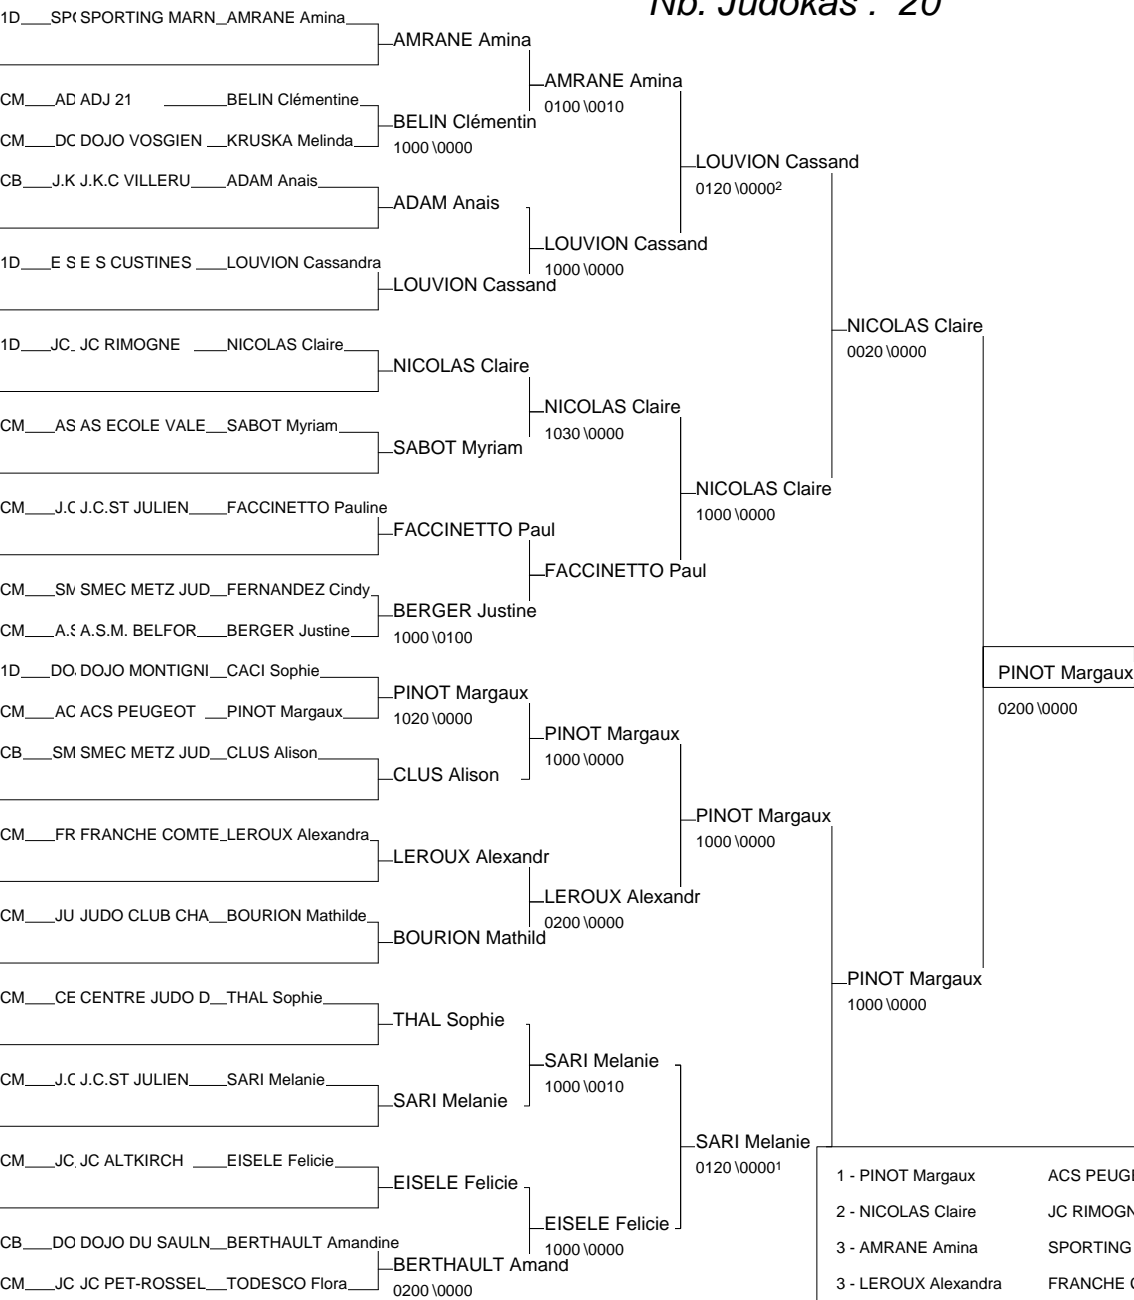 Nb. Judokas : 20
1D SP( SPORTING MARN AMRANE Amina
AMRANE Amina
AMRANE Amina
0100 \0010
CM AD ADJ 21 BELIN Clémentine
BELIN Clémentin
1000 \0000
CM DO DOJO VOSGIEN KRUSKA Melinda
LOUVION Cassand
0120 \0000²
CB J.K J.K.C VILLERU ADAM Anais
ADAM Anais
LOUVION Cassand
1000 \0000
1D E S E S CUSTINES LOUVION Cassandra
LOUVION Cassand
NICOLAS Claire
0020 \0000
1D JC JC RIMOGNE NICOLAS Claire
NICOLAS Claire
NICOLAS Claire
1030 \0000
CM AS AS ECOLE VALE SABOT Myriam
SABOT Myriam
NICOLAS Claire
1000 \0000
CM J.C J.C.ST JULIEN FACCINETTO Pauline
FACCINETTO Paul
FACCINETTO Paul
CM SM SMEC METZ JUD FERNANDEZ Cindy
BERGER Justine
1000 \0100
CM A.S A.S.M. BELFOR BERGER Justine
PINOT Margaux
0200 \0000
1D DO DOJO MONTIGNI CACI Sophie
PINOT Margaux
1020 \0000
CM AC ACS PEUGEOT PINOT Margaux
PINOT Margaux
1000 \0000
CB SM SMEC METZ JUD CLUS Alison
CLUS Alison
PINOT Margaux
1000 \0000
CM FR FRANCHE COMTE LEROUX Alexandra
LEROUX Alexandr
LEROUX Alexandr
0200 \0000
CM JU JUDO CLUB CHA BOURION Mathilde
BOURION Mathild
PINOT Margaux
1000 \0000
CM CE CENTRE JUDO D THAL Sophie
THAL Sophie
SARI Melanie
1000 \0010
CM J.C J.C.ST JULIEN SARI Melanie
SARI Melanie
SARI Melanie
0120 \0000¹
CM JC JC ALTKIRCH EISELE Felicie
EISELE Felicie
EISELE Felicie
1000 \0000
CB DO DOJO DU SAULN BERTHAULT Amandine
BERTHAULT Amand
0200 \0000
CM JC JC PET-ROSSEL TODESCO Flora
1 - PINOT Margaux ACS PEUG
2 - NICOLAS Claire JC RIMOGN
3 - AMRANE Amina SPORTING
3 - LEROUX Alexandra FRANCHE